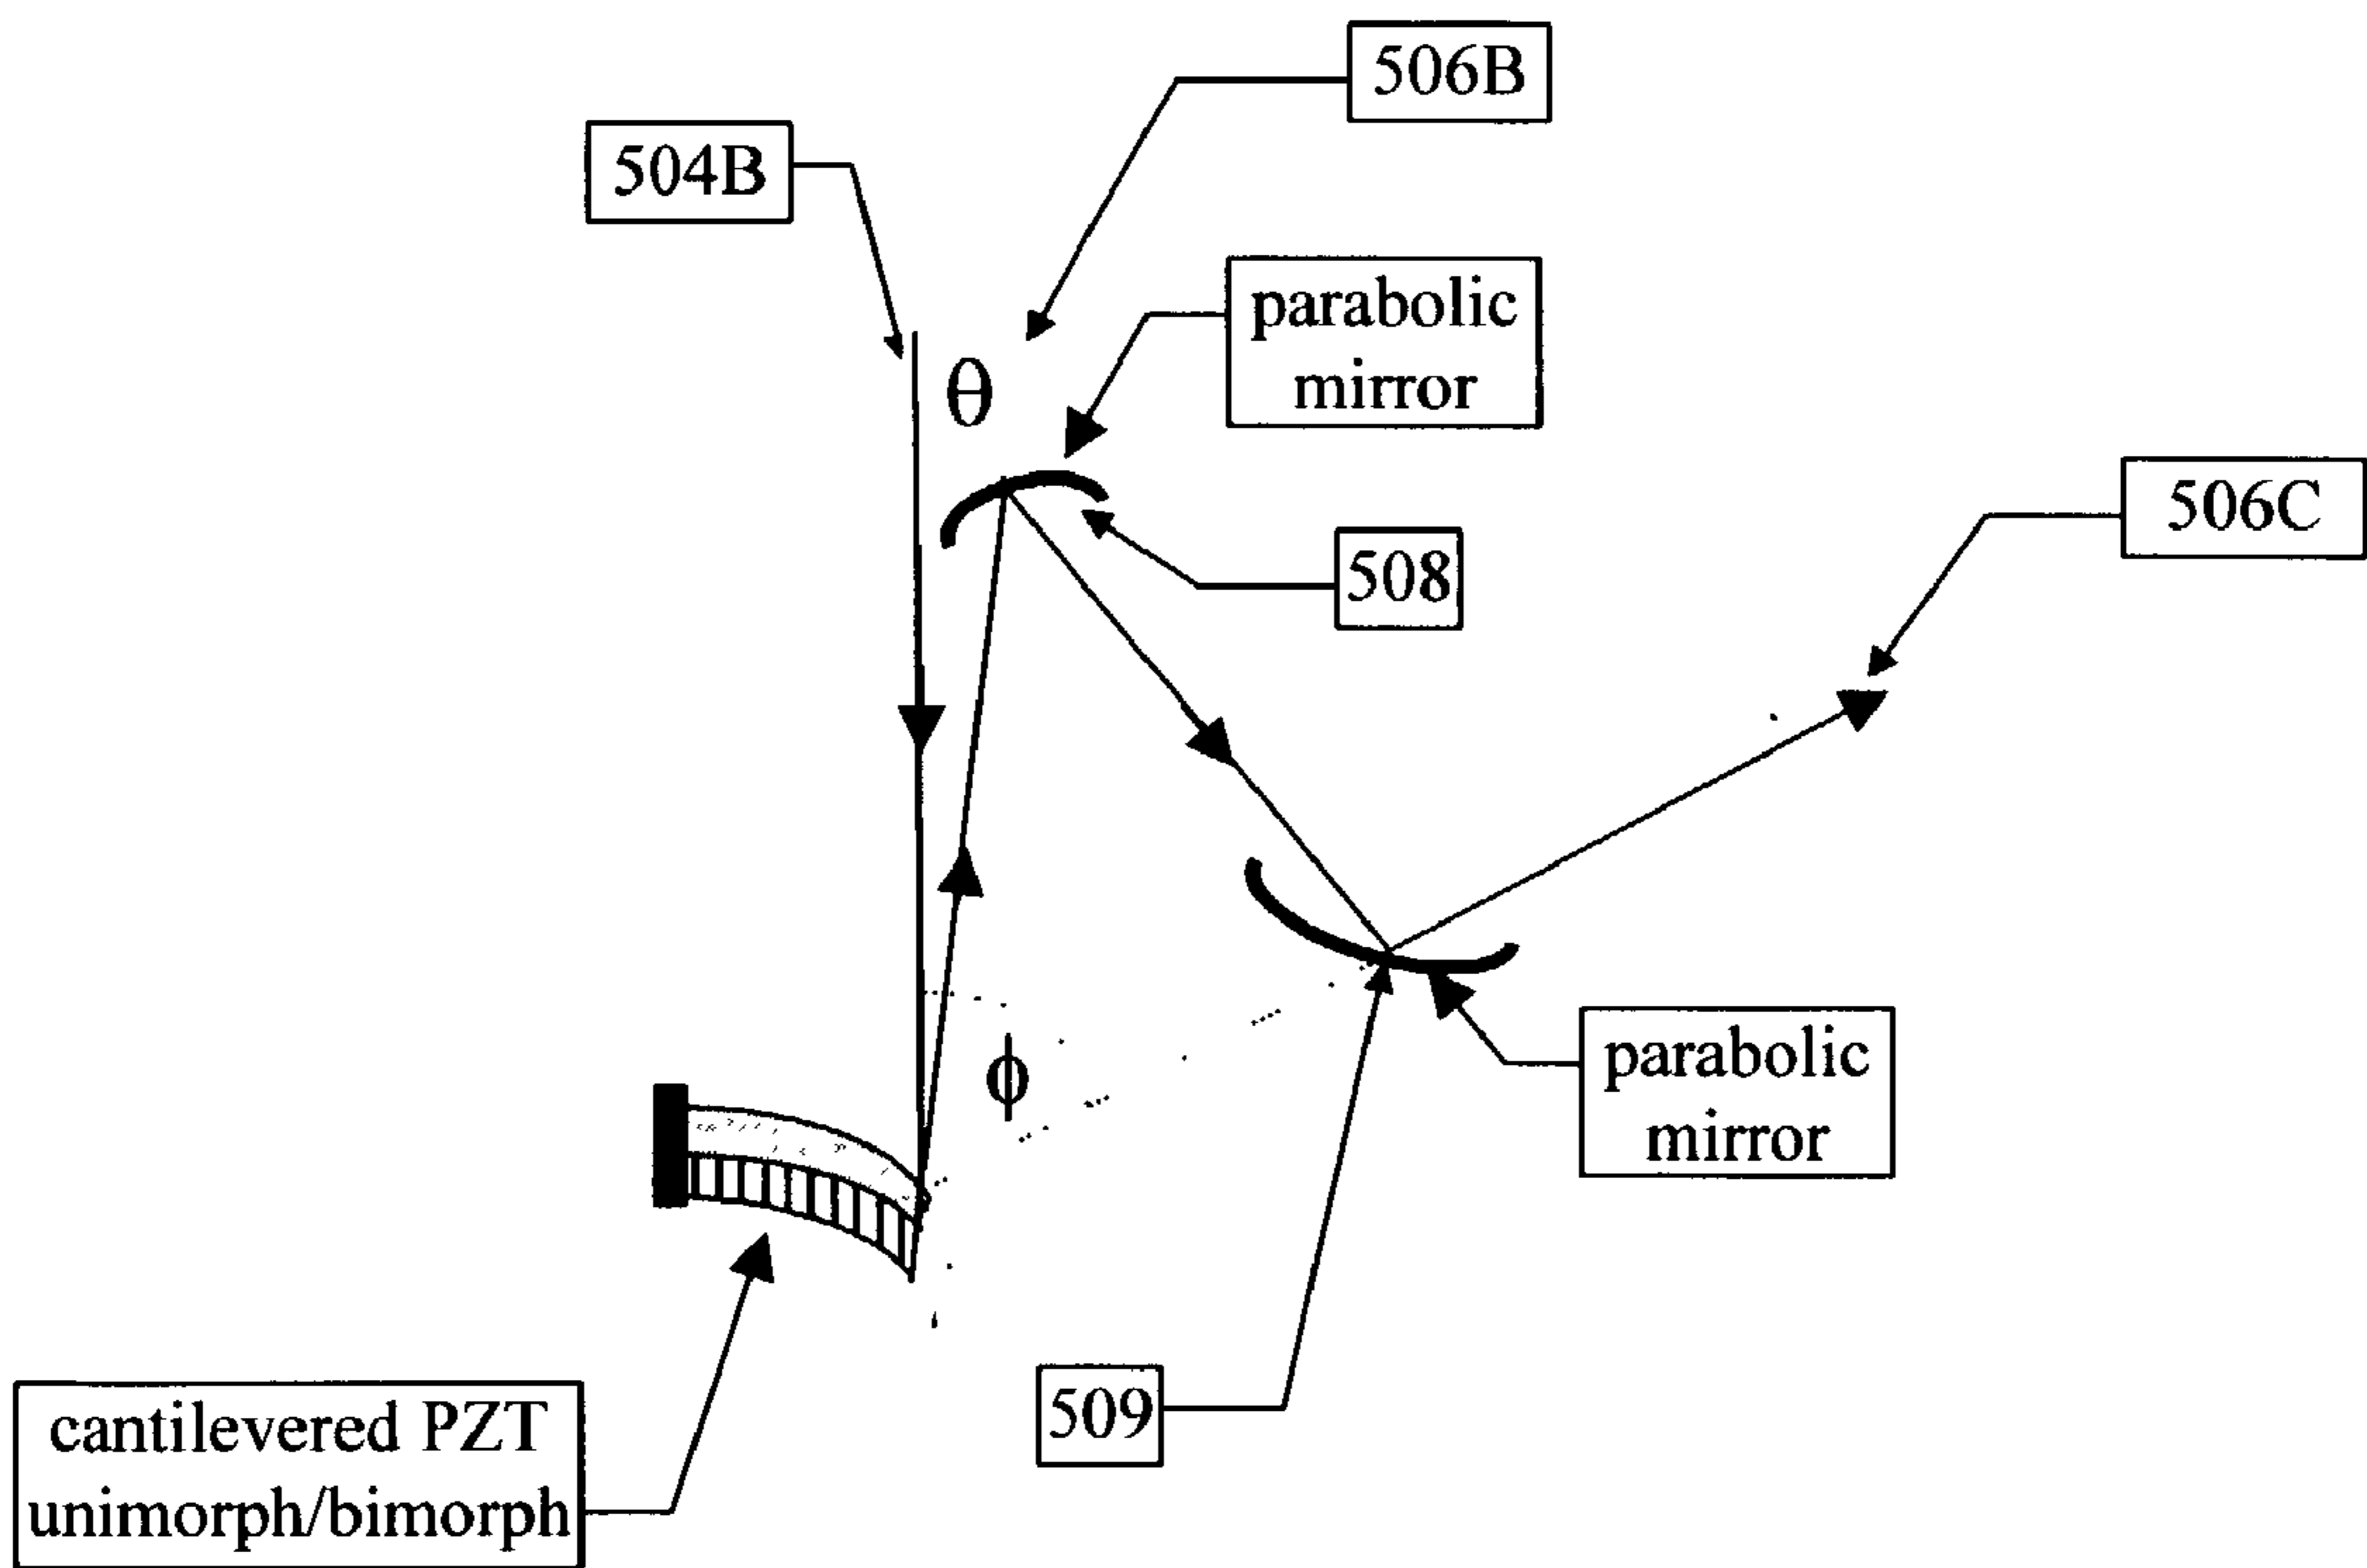 506B
504B
θ
parabolic
mirror
506C
508
ϕ
parabolic
mirror
509
cantilevered PZT
unimorph/bimorph